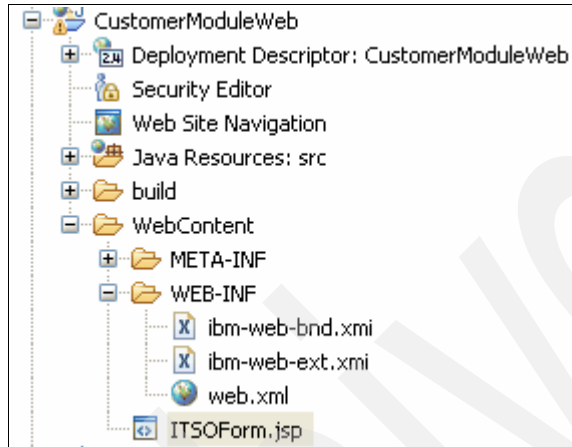 CustomerModuleWeb
Deployment Descriptor: CustomerModuleWeb
Security Editor
Web Site Navigation
Java Resources: src
build
WebContent
META-INF
WEB-INF
ibm-web-bnd.xmi
ibm-web-ext.xmi
web.xml
ITSOForm.jsp